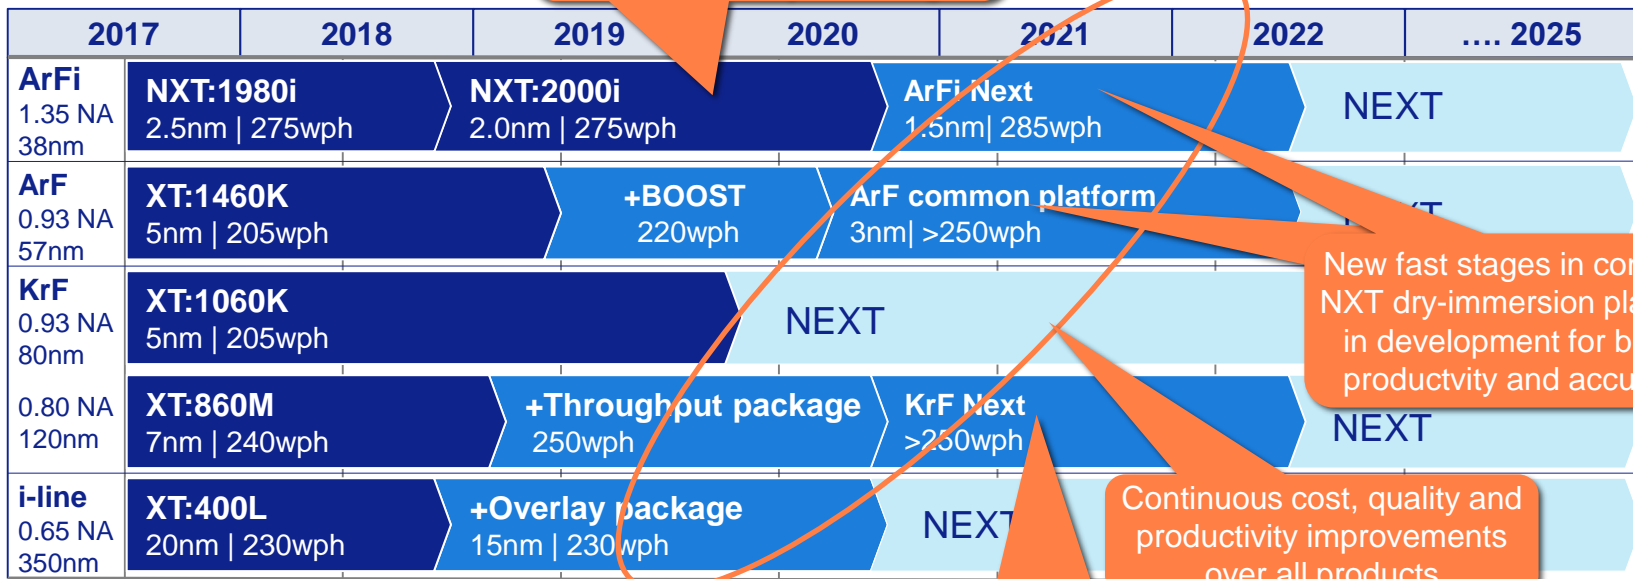 2017 2018 2019 2020 2021 2022 .... 2025
ArFi
1.35 NA
38nm
NXT:1980i
2.5nm | 275wph
NXT:2000i
2.0nm | 275wph
ArFi Next
1.5nm| 285wph
NEXT
ArF
0.93 NA
57nm
XT:1460K
5nm | 205wph
+BOOST
220wph
ArF common platform
3nm| >250wph
KrF
0.93 NA
80nm
XT:1060K
5nm | 205wph
NEXT
New fast stages in
NXT dry-immersion
in development for
productvity and
0.80 NA
120nm
XT:860M
7nm | 240wph
+Throughput package
250wph
KrF Next
>250wph
NEXT
i-line
0.65 NA
350nm
XT:400L
20nm | 230wph
+Overlay package
15nm | 230wph
NEXT
Continuous cost, quality and
productivity improvements
over all products